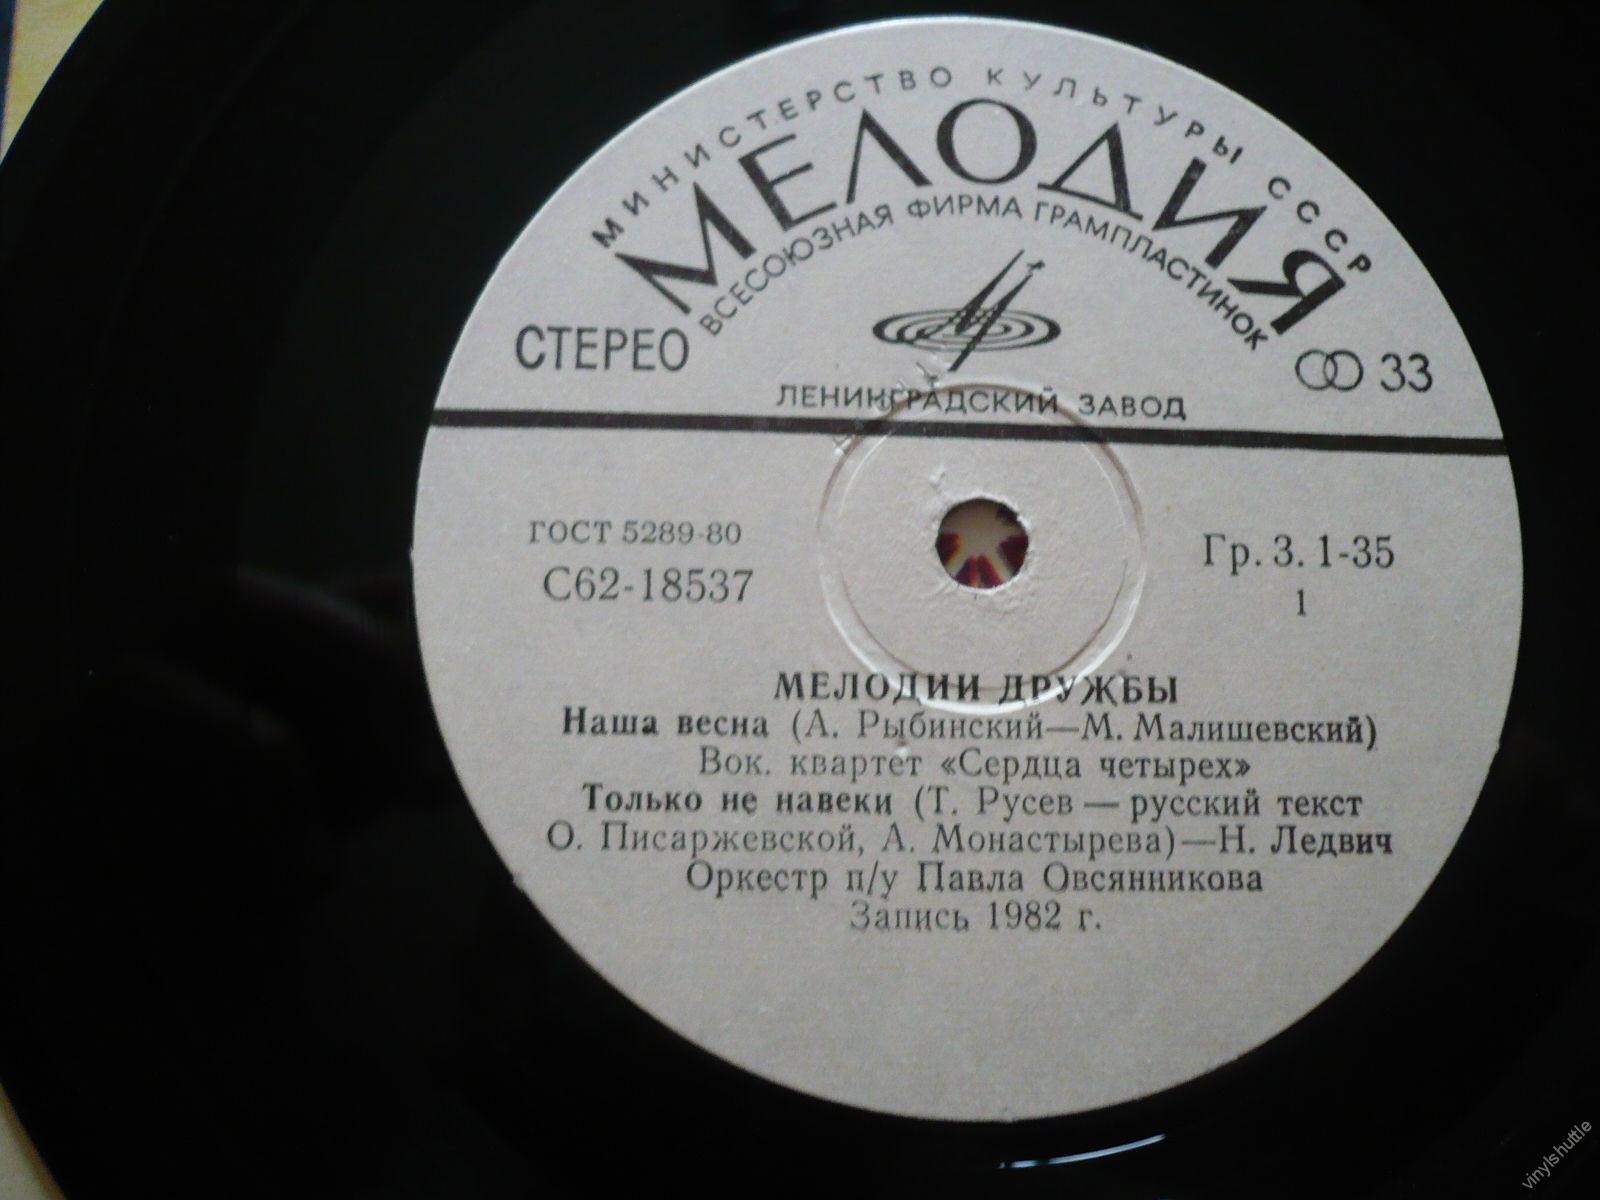 МИНИСТЕРСТВО КУЛЬТУРЫ СССР
МЕЛОДИЯ
ВСЕСОЮЗНАЯ ФИРМА ГРАМПЛАСТИНОК
СТЕРЕО
33
ЛЕНИНГРАДСКИЙ ЗАВОД
ГОСТ 5289-80
С62-18537
Гр. 3. 1-35
1
МЕЛОДИИ ДРУЖБЫ
Наша весна (А. Рыбинский—М. Малишевский)
Вок. квартет «Сердца четырех»
Только не навеки (Т. Русев — русский текст
О. Писаржевской, А. Монастырева)—Н. Ледвич
Оркестр п/у Павла Овсянникова
Запись 1982 г.
vinylshuttle